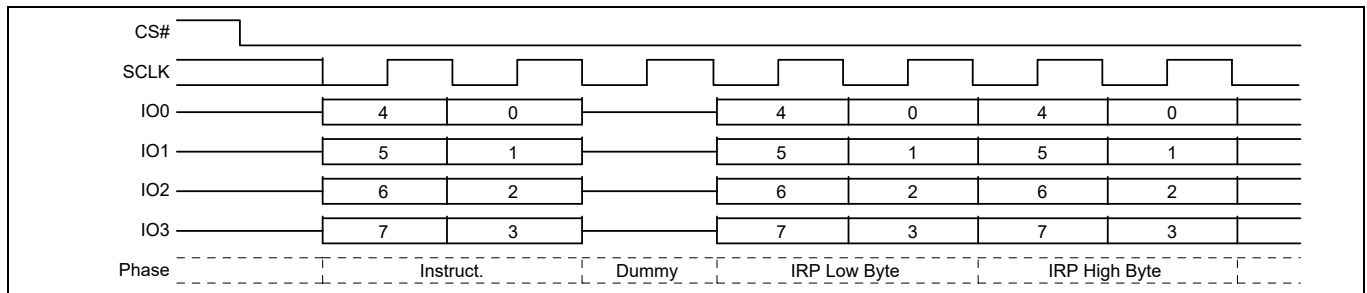 CS#
SCLK
IO0 4 0 4 0 4 0
IO1 5 1 5 1 5 1
IO2 6 2 6 2 6 2
IO3 7 3 7 3 7 3
Phase Instruct. Dummy IRP Low Byte IRP High Byte